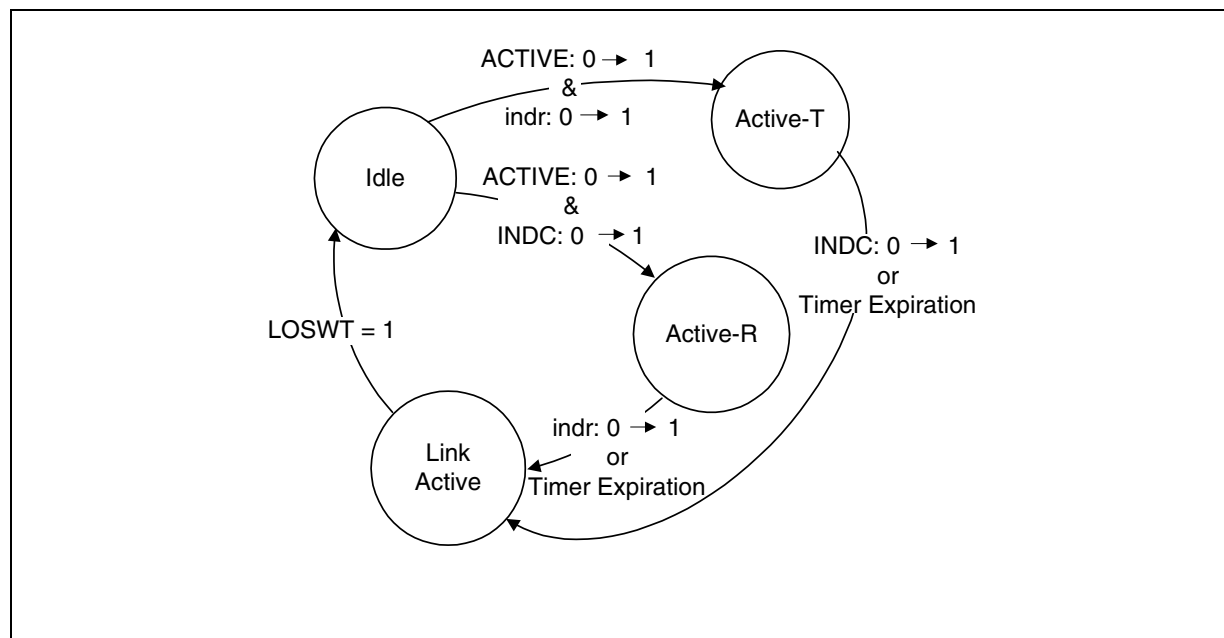 ACTIVE: 0 → 1
&
indr: 0 → 1
Active-T
Idle
ACTIVE: 0 → 1
&
INDC: 0 → 1
INDC: 0 → 1
or
Timer Expiration
Active-R
LOSWT = 1
indr: 0 → 1
or
Timer Expiration
Link
Active